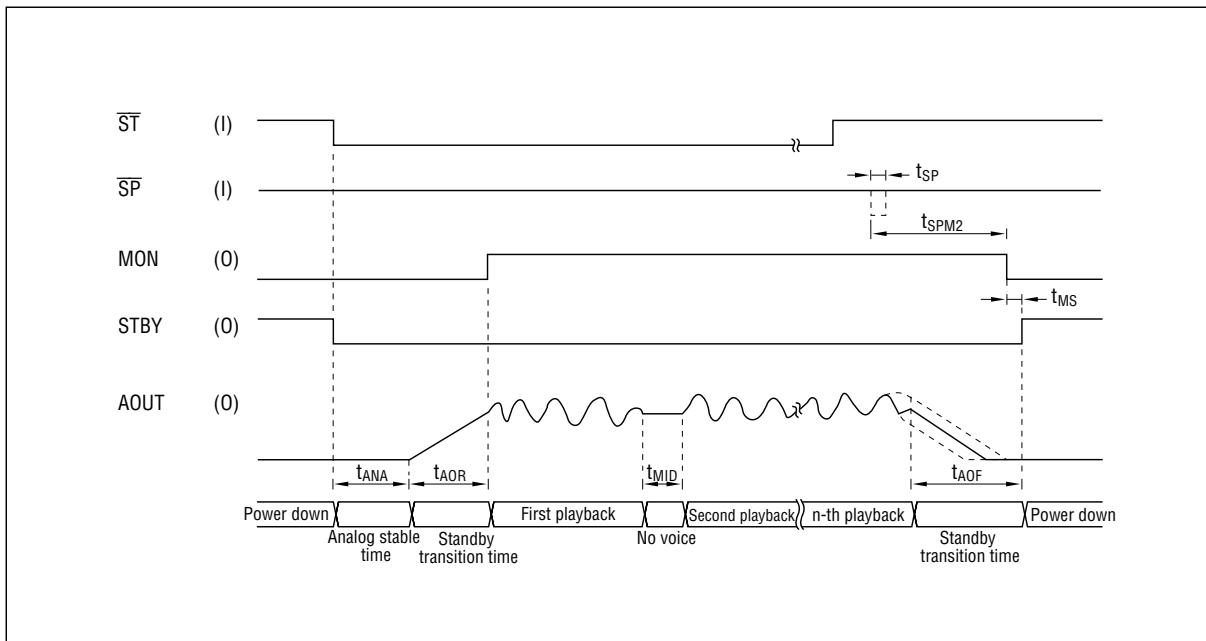 ST (I)
SP (I)
tSP
tSPM2
MON (O)
tMS
STBY (O)
AOUT (O)
tANA tAOR tMID tAOF
Power down First playback Second playback n-th playback Power down
Analog stable time
Standby transition time
No voice
Standby transition time